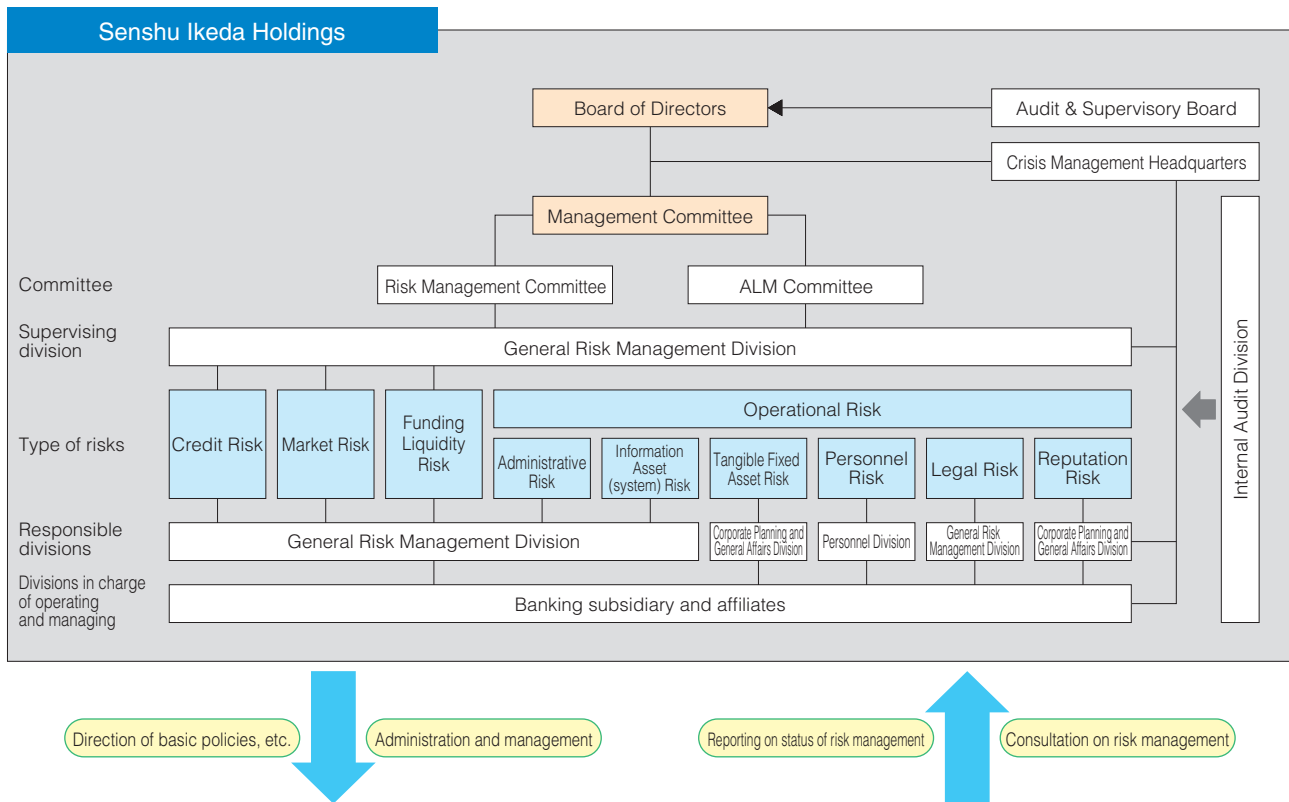 Senshu Ikeda Holdings
Board of Directors
Audit & Supervisory Board
Crisis Management Headquarters
Management Committee
Committee
Risk Management Committee
ALM Committee
Supervising
division
General Risk Management Division
Internal Audit Division
Type of risks
Credit Risk
Market Risk
Funding
Liquidity
Risk
Operational Risk
Administrative
Risk
Information
Asset
(system) Risk
Tangible Fixed
Asset Risk
Personnel
Risk
Legal Risk
Reputation
Risk
Responsible
divisions
General Risk Management Division
Corporate Planning and
General Affairs Division
Personnel Division
General Risk
Management Division
Corporate Planning and
General Affairs Division
Divisions in charge
of operating
and managing
Banking subsidiary and affiliates
Direction of basic policies, etc.
Administration and management
Reporting on status of risk management
Consultation on risk management